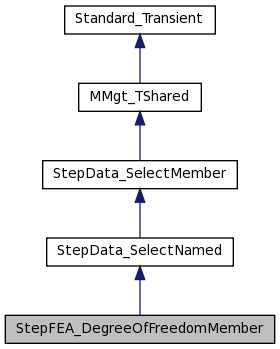 Standard_Transient
MMgt_TShared
StepData_SelectMember
StepData_SelectNamed
StepFEA_DegreeOfFreedomMember